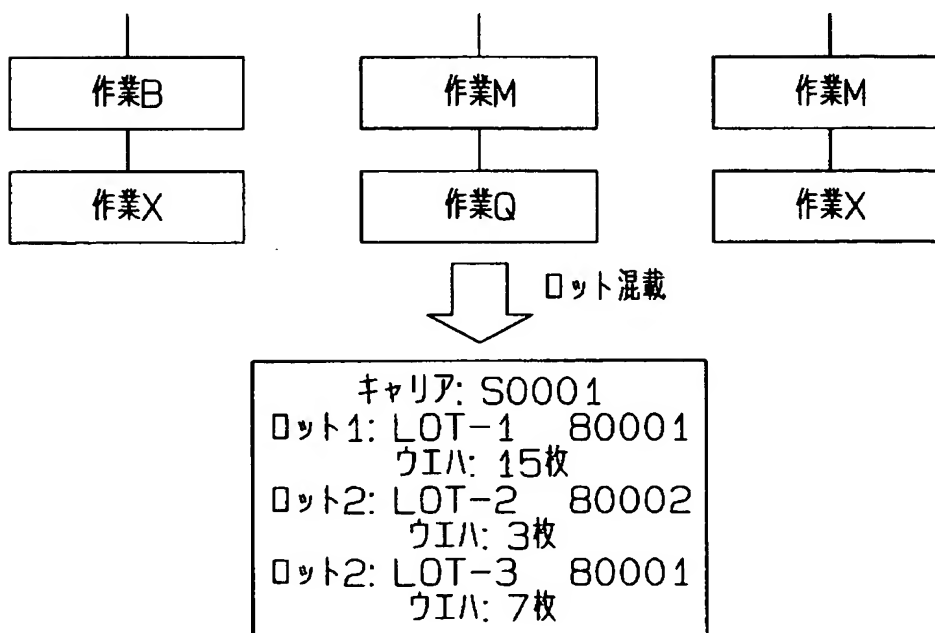 作業B
作業M
作業M
作業X
作業Q
作業X
ロット混載
キャリア: S0001
ロット1: LOT-1 80001
ウエハ: 15枚
ロット2: LOT-2 80002
ウエハ: 3枚
ロット2: LOT-3 80001
ウエハ: 7枚